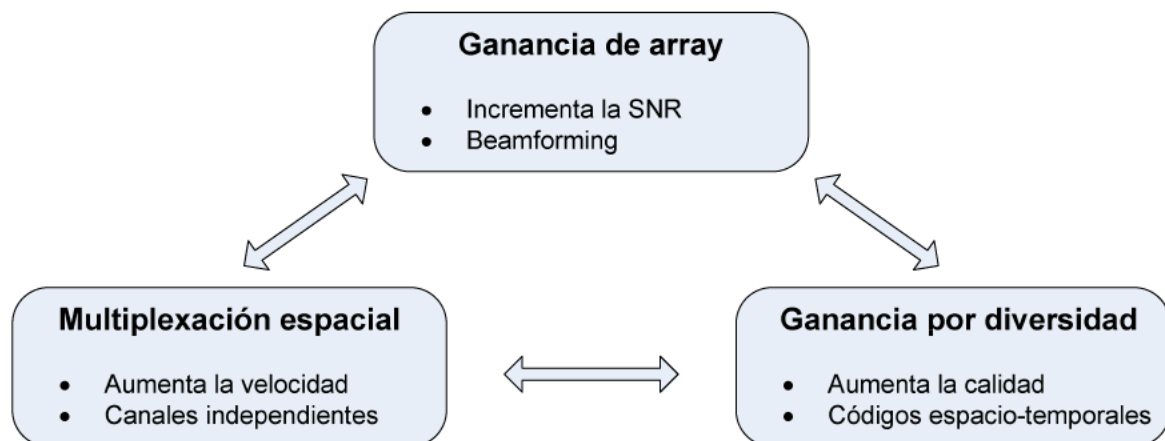 Ganancia de array
• Incrementa la SNR
• Beamforming
Multiplexación espacial
• Aumenta la velocidad
• Canales independientes
Ganancia por diversidad
• Aumenta la calidad
• Códigos espacio-temporales